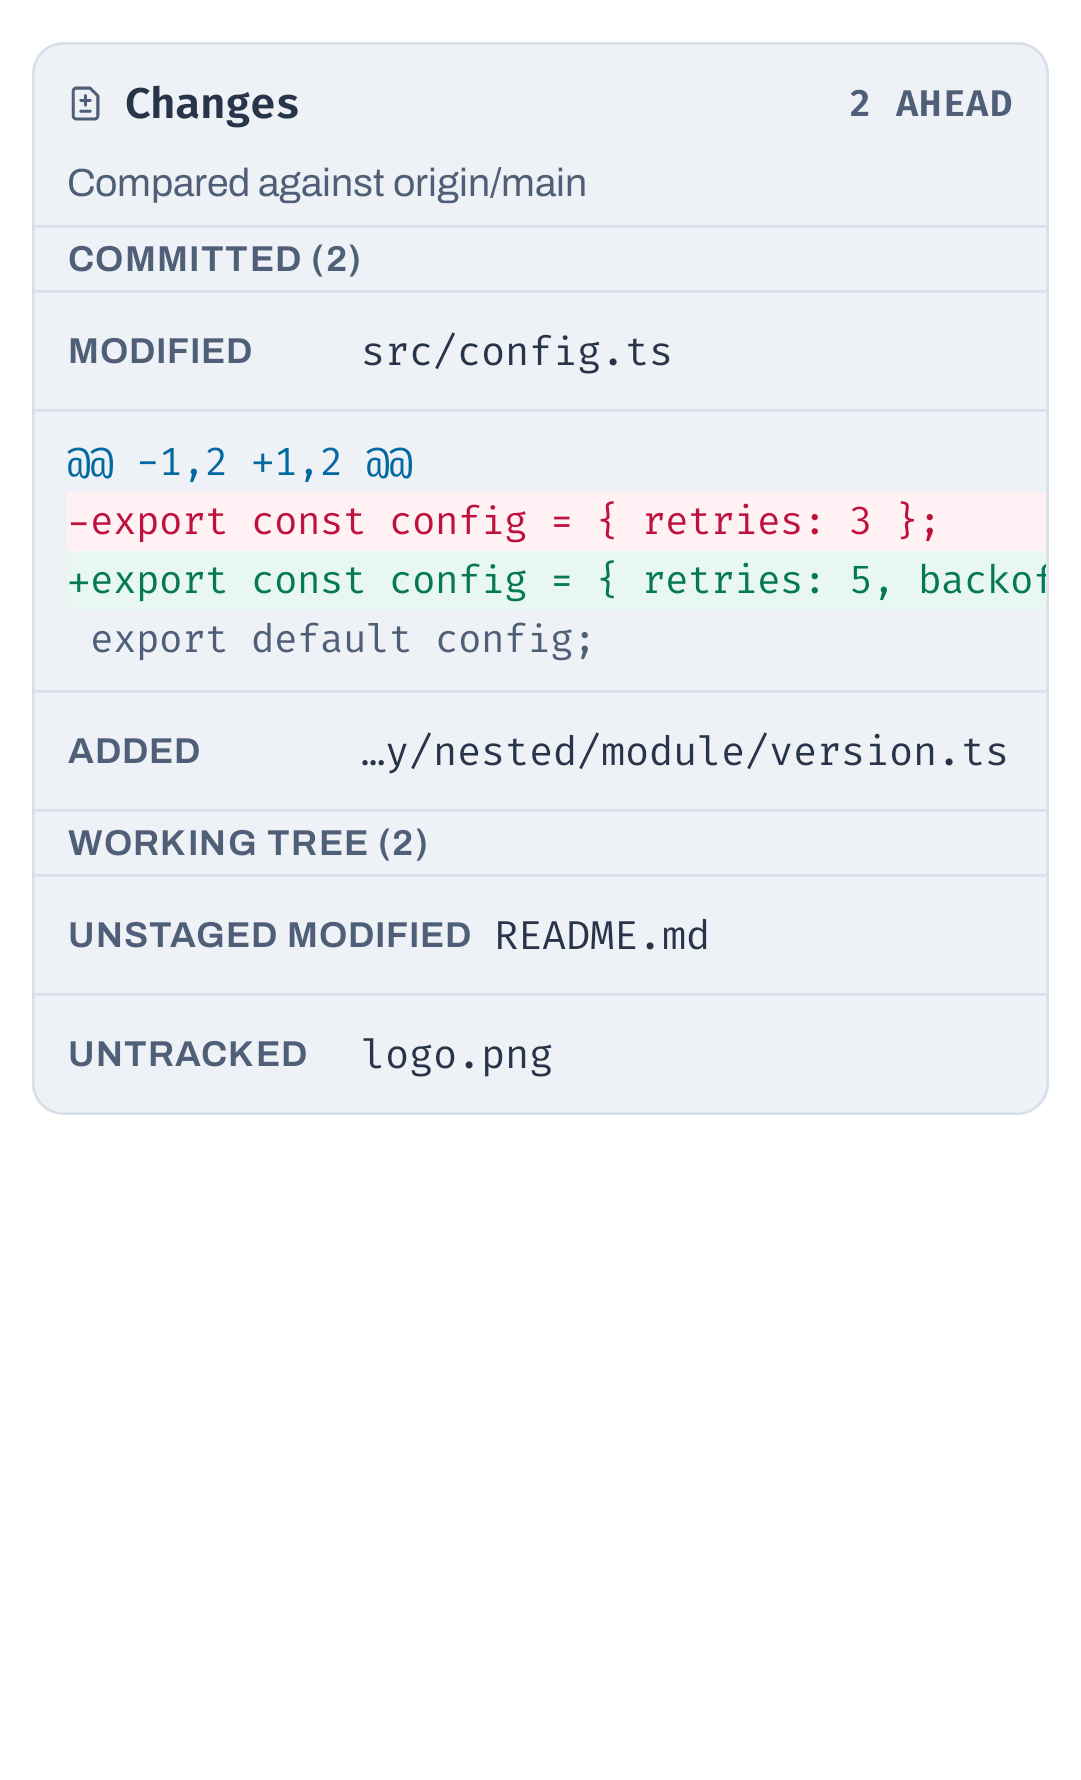 Changes 2 AHEAD
Compared against origin/main
COMMITTED (2)
MODIFIED src/config.ts
@@ -1,2 +1,2 @@
-export const config = { retries: 3 };
+export const config = { retries: 5, backof
 export default config;
ADDED …y/nested/module/version.ts
WORKING TREE (2)
UNSTAGED MODIFIED README.md
UNTRACKED logo.png